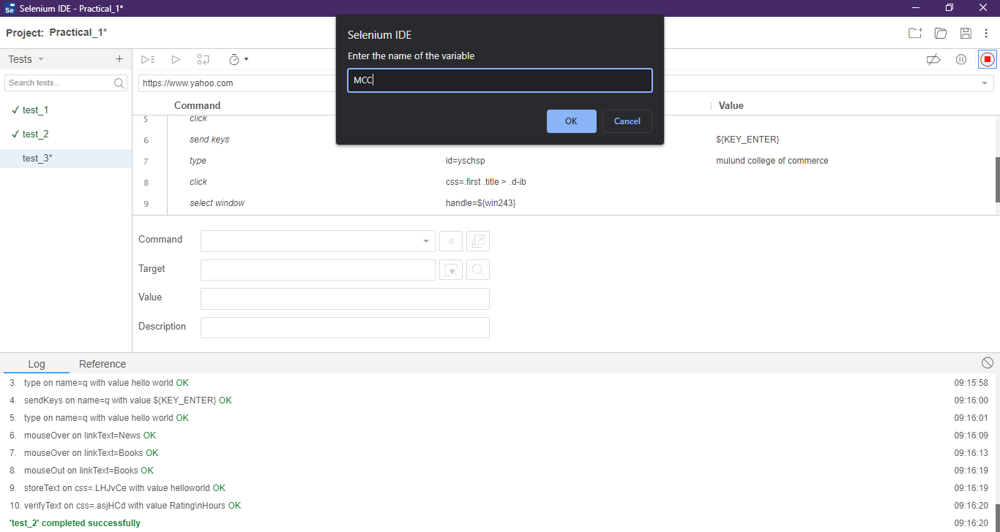 Se Selenium IDE - Practical_1*
Project: Practical_1*
Tests
Search tests...
✓ test_1
✓ test_2
test_3*
https://www.yahoo.com
Selenium IDE
Enter the name of the variable
MCC
OK Cancel
Command Value
5 click
6 send keys ${KEY_ENTER}
7 type id=yschsp mulund college of commerce
8 click css=.first .title > .d-ib
9 select window handle=${win243}
Command //
Target
Value
Description
Log Reference
3. type on name=q with value hello world OK 09:15:58
4. sendKeys on name=q with value ${KEY_ENTER} OK 09:16:00
5. type on name=q with value hello world OK 09:16:01
6. mouseOver on linkText=News OK 09:16:09
7. mouseOver on linkText=Books OK 09:16:13
8. mouseOut on linkText=Books OK 09:16:19
9. storeText on css=.LHJvCe with value helloworld OK 09:16:19
10. verifyText on css=.asjHCd with value Rating\nHours OK 09:16:20
'test_2' completed successfully 09:16:20